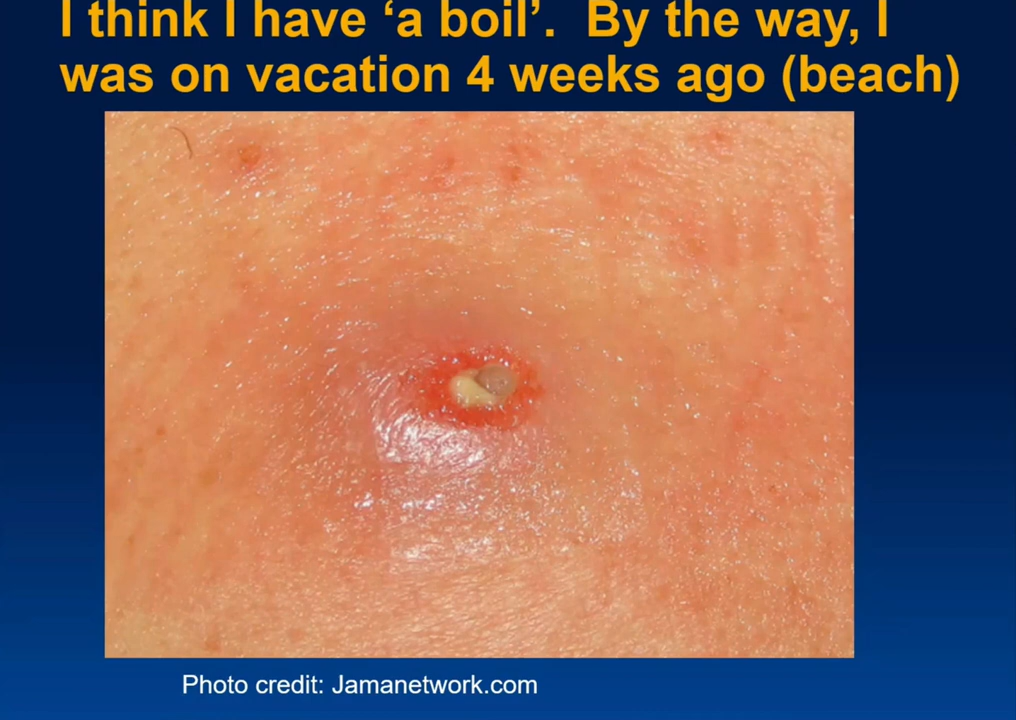 I think I have ‘a boil’.  By the way, I
was on vacation 4 weeks ago (beach)
Photo credit: Jamanetwork.com